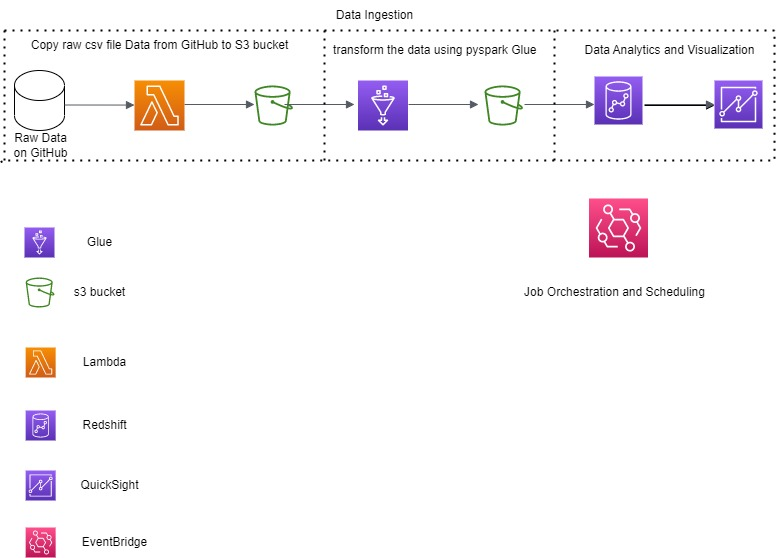 Data Ingestion
Copy raw csv file Data from GitHub to S3 bucket
transform the data using pyspark Glue
Data Analytics and Visualization
Raw Data
on GitHub
Glue
s3 bucket
Job Orchestration and Scheduling
Lambda
Redshift
QuickSight
EventBridge